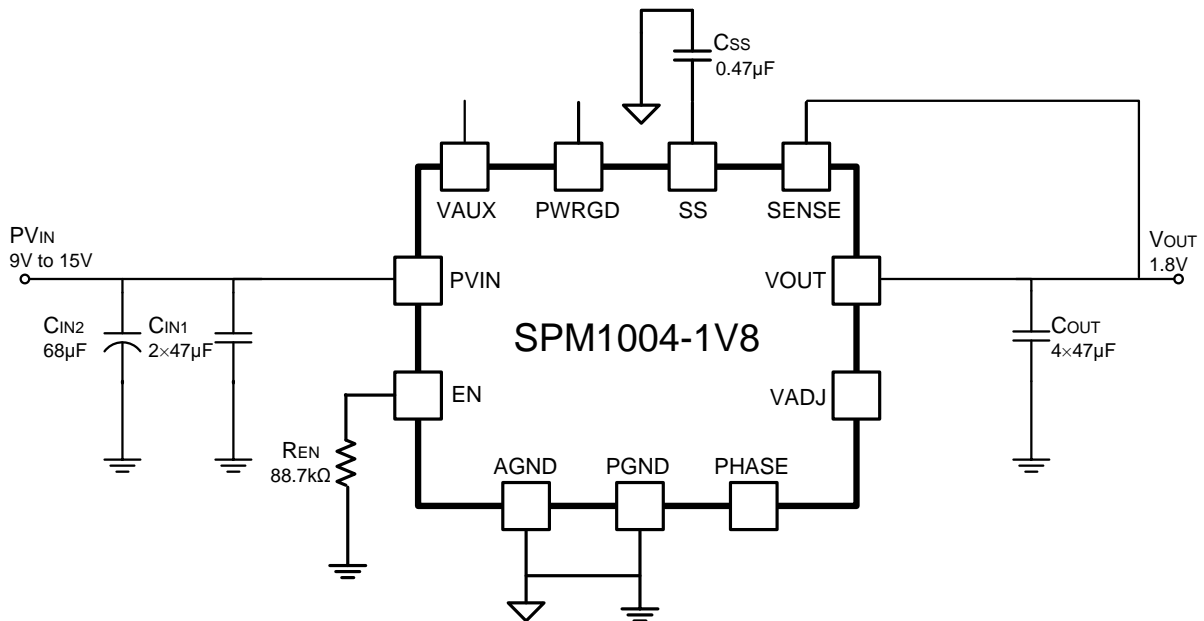 CSS
0.47µF
VAUX
PWRGD
SS
SENSE
PVIN
9V to 15V
VOUT
1.8V
PVIN
VOUT
CIN2
68µF
CIN1
2×47µF
SPM1004-1V8
COUT
4×47µF
EN
VADJ
REN
88.7kΩ
AGND
PGND
PHASE